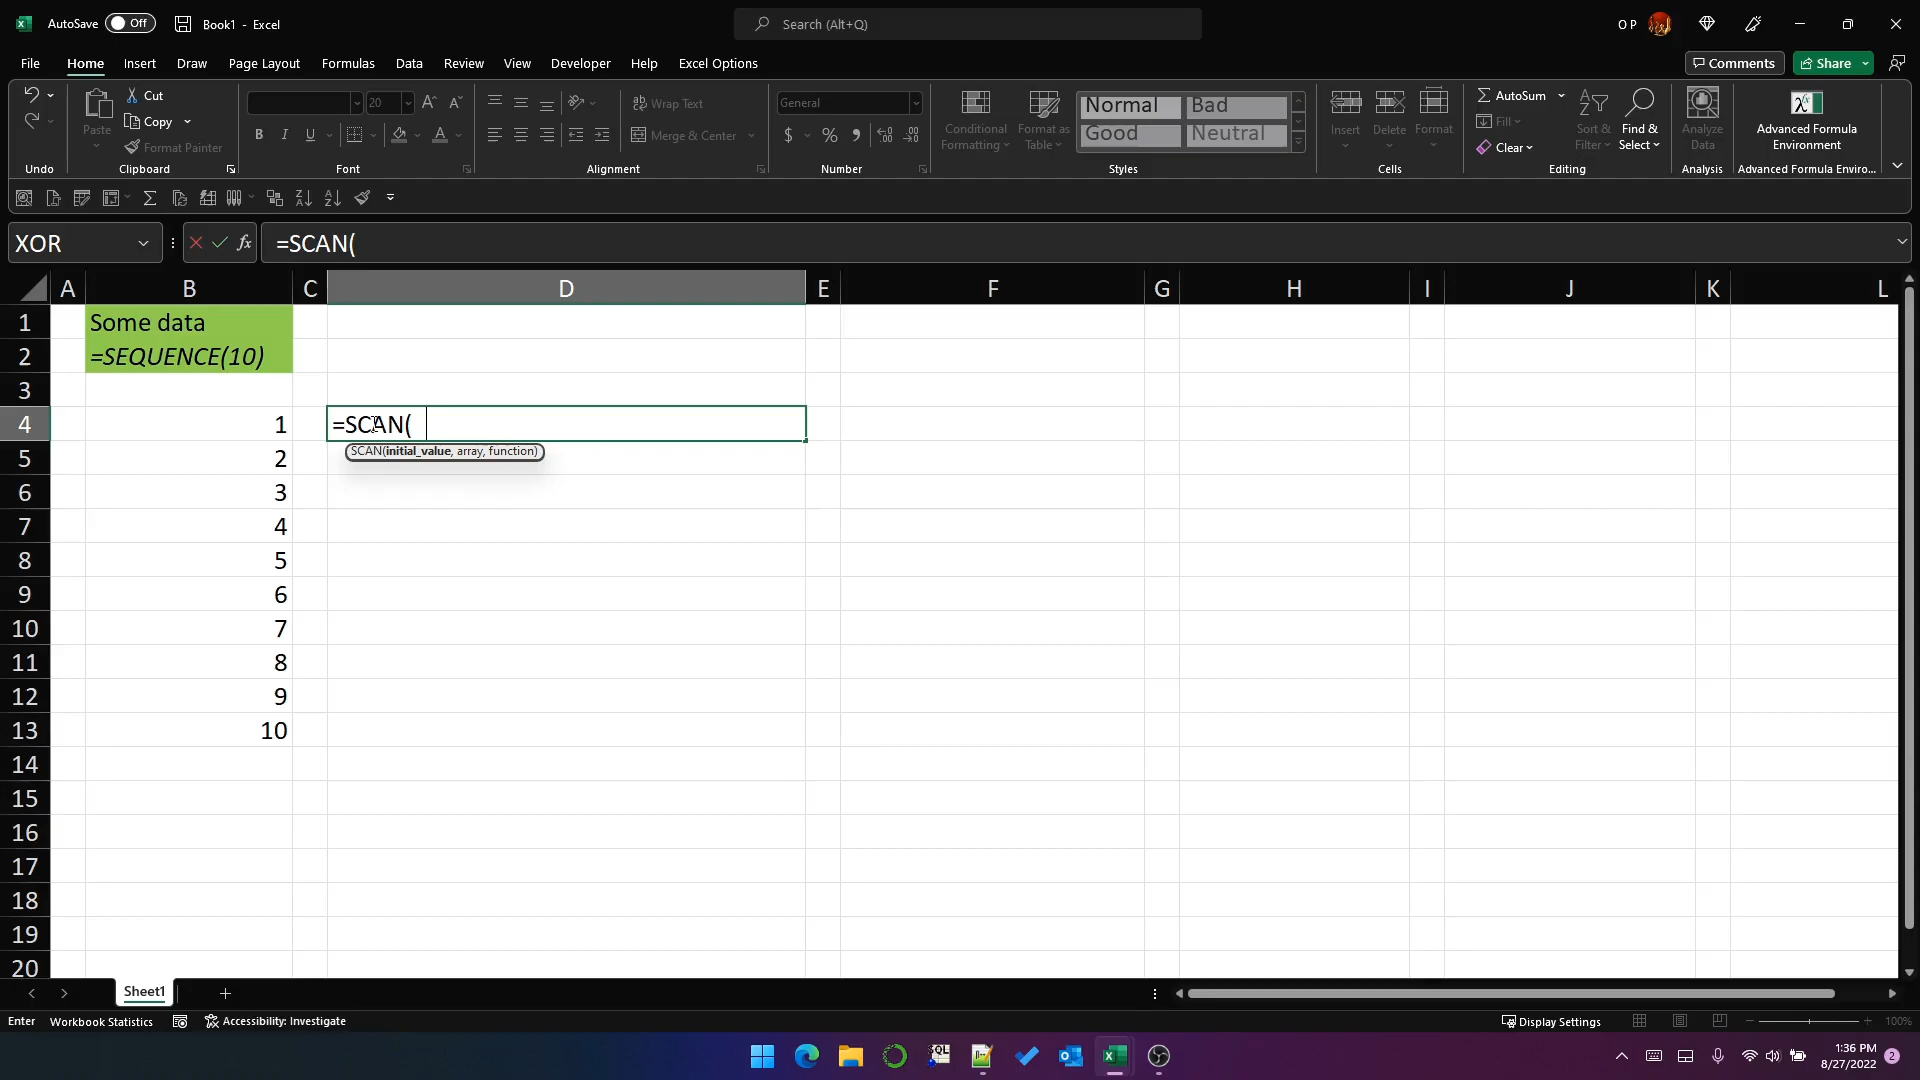 AutoSave Off Book1 - Excel Search (Alt+Q) O P
File Home Insert Draw Page Layout Formulas Data Review View Developer Help Excel Options Comments Share
Paste Cut Copy Format Painter
20
B I U
ab Wrap Text
Merge & Center
General
$ % 9
Conditional Formatting
Format as Table
Normal Bad
Good Neutral
Insert Delete Format
AutoSum
Fill
Clear
Sort & Filter
Find & Select
Analyze Data
Advanced Formula Environment
Undo Clipboard Font Alignment Number Styles Cells Editing Analysis Advanced Formula Enviro...
XOR fx =SCAN(
A B C D E F G H I J K L
1 Some data
2 =SEQUENCE(10)
3
4 1 =SCAN(
SCAN(initial_value, array, function)
5 2
6 3
7 4
8 5
9 6
10 7
11 8
12 9
13 10
14
15
16
17
18
19
20
Sheet1
Enter Workbook Statistics Accessibility: Investigate Display Settings 100%
SQL
1:36 PM
8/27/2022 2